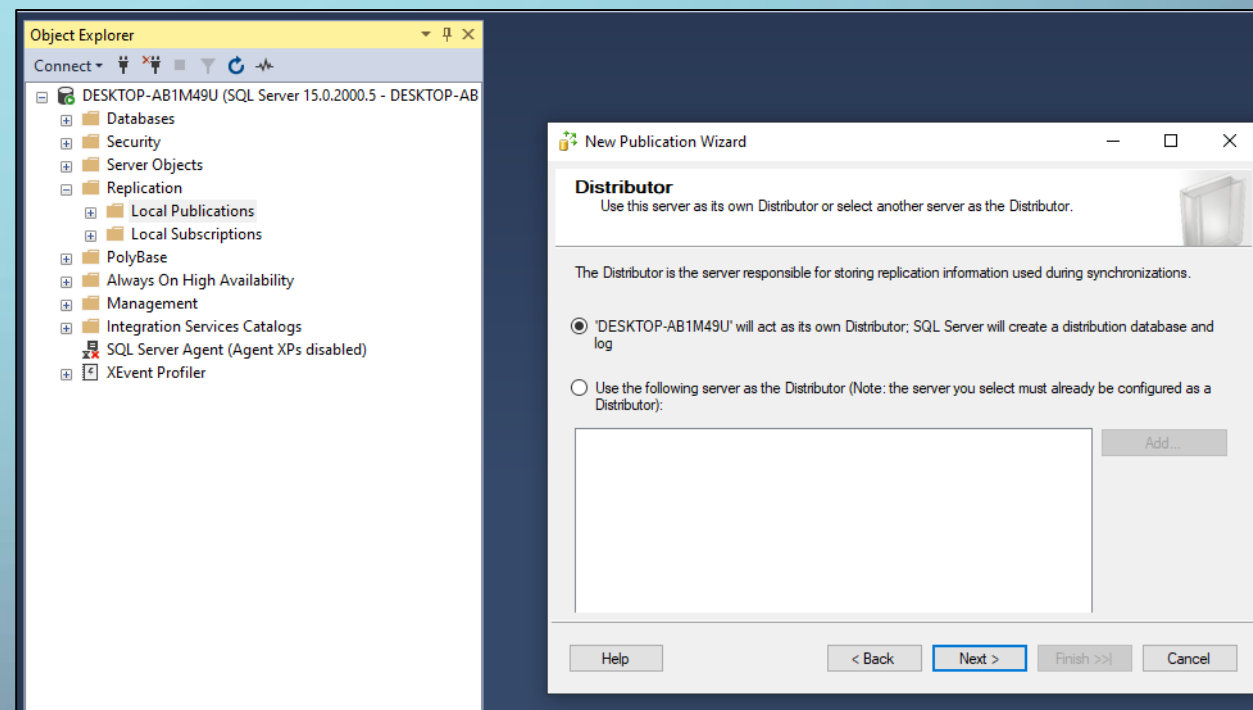 Object Explorer
Connect
DESKTOP-AB1M49U (SQL Server 15.0.2000.5 - DESKTOP-AB
Databases
Security
Server Objects
Replication
Local Publications
Local Subscriptions
PolyBase
Always On High Availability
Management
Integration Services Catalogs
SQL Server Agent (Agent XPs disabled)
XEvent Profiler
New Publication Wizard
Distributor
Use this server as its own Distributor or select another server as the Distributor.
The Distributor is the server responsible for storing replication information used during synchronizations.
'DESKTOP-AB1M49U' will act as its own Distributor; SQL Server will create a distribution database and
log
Use the following server as the Distributor (Note: the server you select must already be configured as a
Distributor):
Add...
Help
< Back
Next >
Finish >>|
Cancel